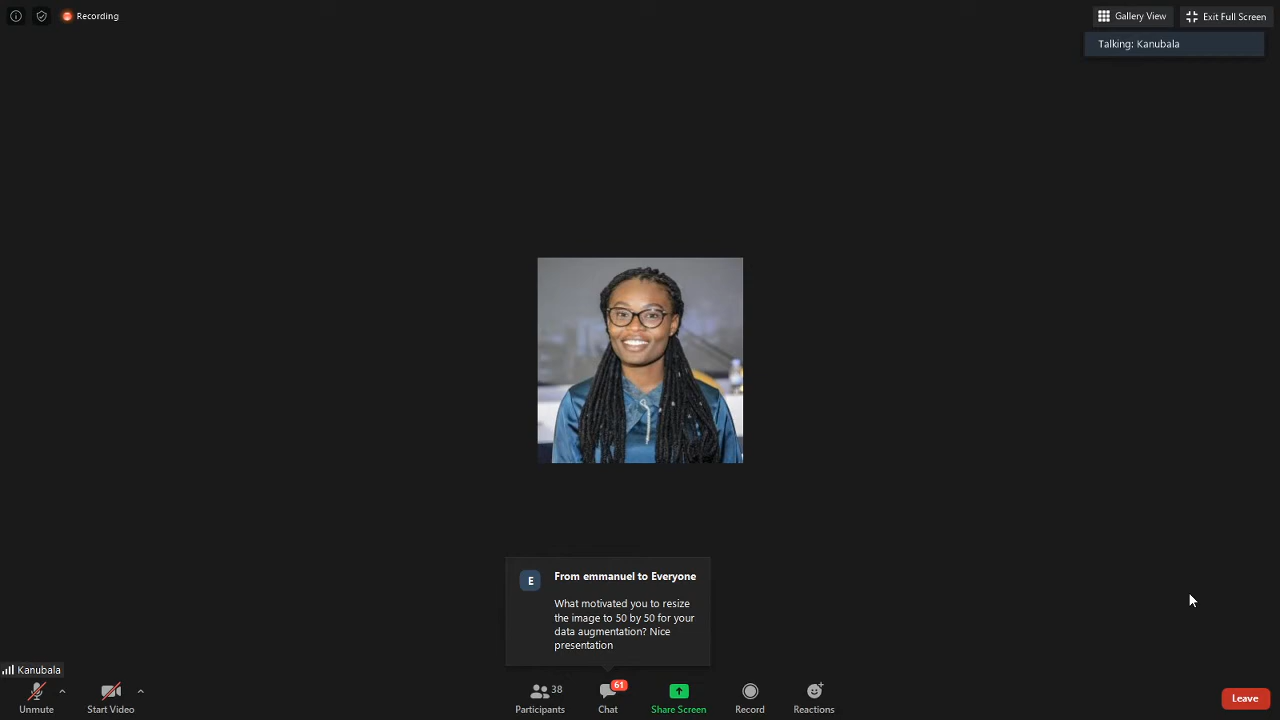 Recording
Gallery View
Exit Full Screen
Talking: Kanubala
E
From emmanuel to Everyone
What motivated you to resize
the image to 50 by 50 for your
data augmentation? Nice
presentation
Kanubala
Unmute
Start Video
38
Participants
61
Chat
Share Screen
Record
Reactions
Leave